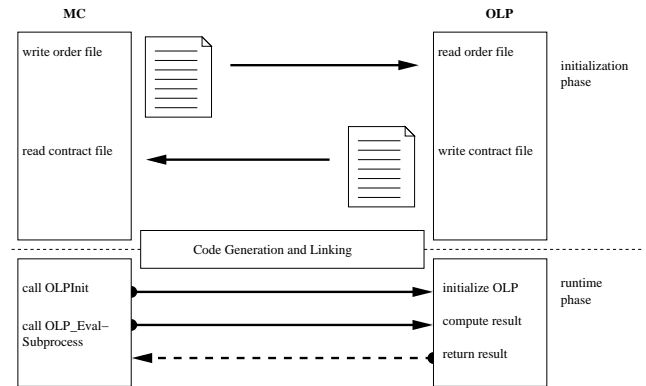 MC
OLP
write order file
read order file
initialization
phase
read contract file
write contract file
Code Generation and Linking
call OLPInit
initialize OLP
runtime
phase
call OLP_Eval–
Subprocess
compute result
return result